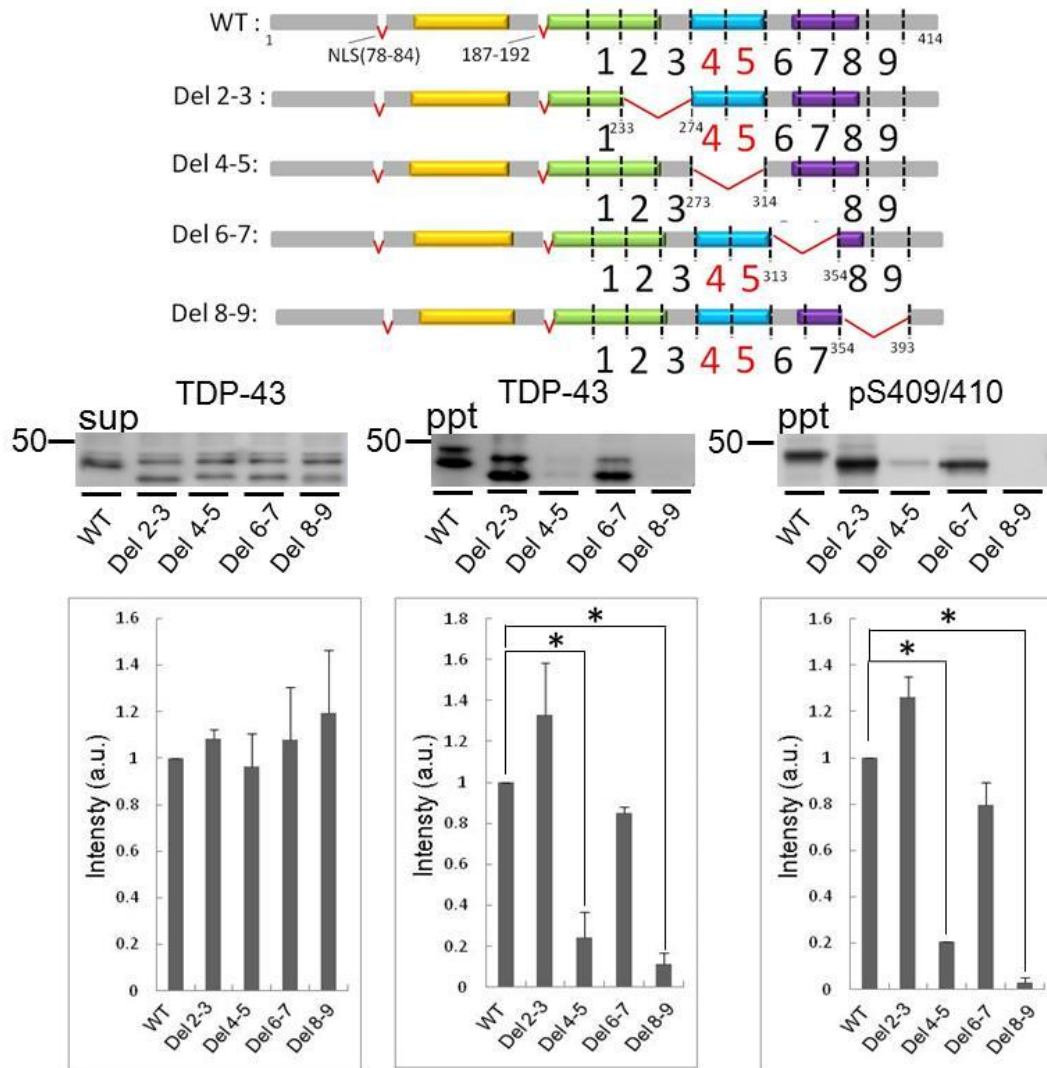 WT :
1
NLS(78-84)
187-192
414
1 2 3 4 5 6 7 8 9
Del 2-3 :
233
274
1 4 5 6 7 8 9
Del 4-5:
273
314
1 2 3 8 9
Del 6-7:
313
354
1 2 3 4 5 8 9
Del 8-9:
354
393
1 2 3 4 5 6 7
TDP-43
sup
50
WT Del 2-3 Del 4-5 Del 6-7 Del 8-9
TDP-43
ppt
50
WT Del 2-3 Del 4-5 Del 6-7 Del 8-9
pS409/410
ppt
50
WT Del 2-3 Del 4-5 Del 6-7 Del 8-9
Intensty (a.u.)
1.6
1.4
1.2
1
0.8
0.6
0.4
0.2
0
WT Del 2-3 Del 4-5 Del 6-7 Del 8-9
Intensty (a.u.)
1.8
1.6
1.4
1.2
1
0.8
0.6
0.4
0.2
0
*
*
WT Del 2-3 Del 4-5 Del 6-7 Del 8-9
Intensty (a.u.)
1.6
1.4
1.2
1
0.8
0.6
0.4
0.2
0
*
*
WT Del 2-3 Del 4-5 Del 6-7 Del 8-9